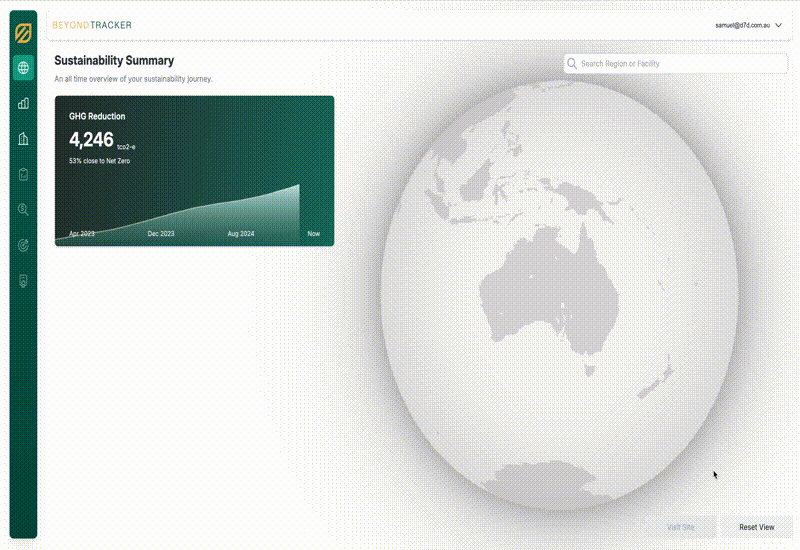 BEYONDTRACKER
samuel@d7d.com.au
Sustainability Summary
An all time overview of your sustainability journey.
Search Region or Facility
GHG Reduction
4,246 tco2-e
53% close to Net Zero
Apr 2023 Dec 2023 Aug 2024 Now
Visit Site Reset View